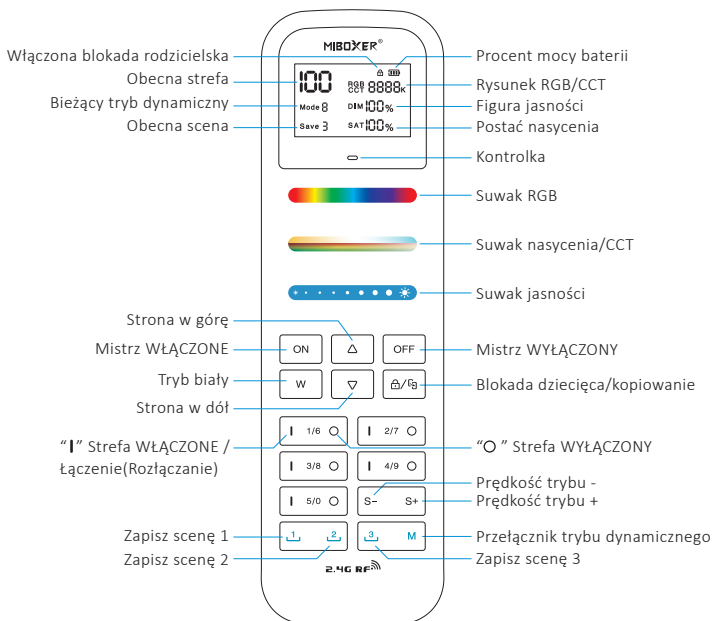 MIBOXER®
Włączona blokada rodzicielska
Procent mocy baterii
Obecna strefa
100
RGB
CCT 8888K
Rysunek RGB/CCT
Bieżący tryb dynamiczny
Mode 8
DIM 100%
Figura jasności
Obecna scena
Save 3
SAT 100%
Postać nasycenia
Kontrolka
Suwak RGB
Suwak nasycenia/CCT
Suwak jasności
Strona w górę
Mistrz WŁĄCZONE
ON
OFF
Mistrz WYŁĄCZONY
Tryb biały
W
Blokada dziecięca/kopiowanie
Strona w dół
"I" Strefa WŁĄCZONE /
Łączenie(Rozłączanie)
I 1/6 O
I 2/7 O
"O " Strefa WYŁĄCZONY
I 3/8 O
I 4/9 O
Prędkość trybu -
Prędkość trybu +
I 5/0 O
S- S+
Zapisz scenę 1
1 2
3 M
Przełącznik trybu dynamicznego
Zapisz scenę 2
Zapisz scenę 3
2.4G RF